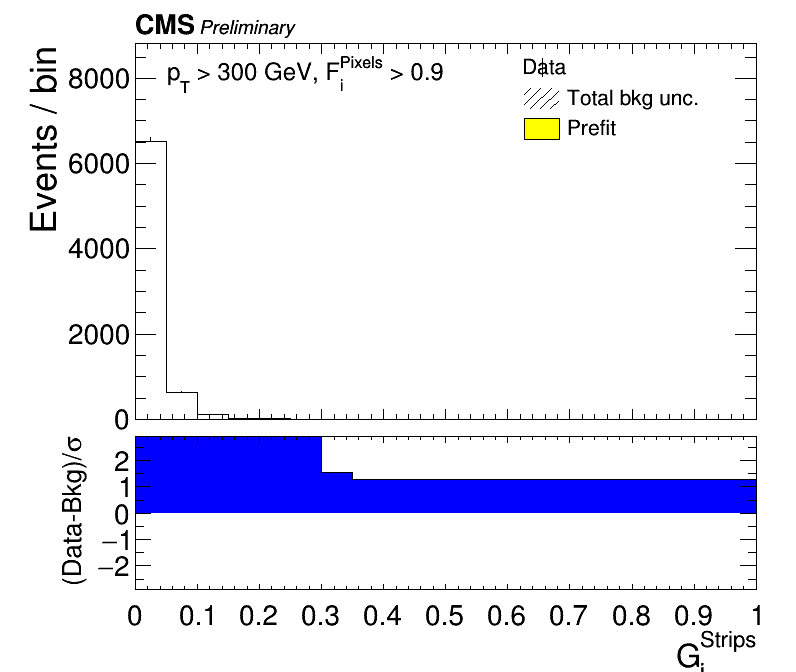 CMS Preliminary
p_T > 300 GeV, F_i^Pixels > 0.9
Data
Total bkg unc.
Prefit
Events / bin
8000
6000
4000
2000
0
(Data-Bkg)/σ
2
1
0
−1
−2
0 0.1 0.2 0.3 0.4 0.5 0.6 0.7 0.8 0.9 1
G_i^Strips